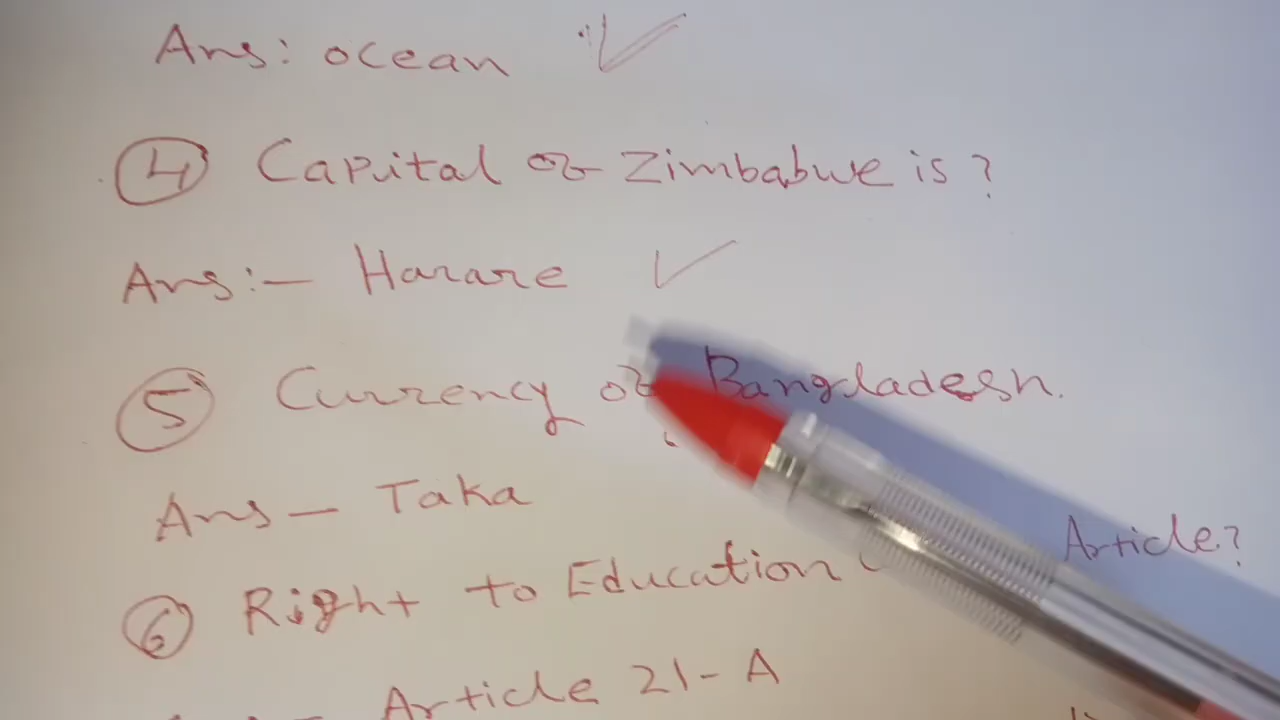 Ans: ocean
4 Capital of Zimbabwe is?
Ans:— Harare
5 Currency of Bangladesh.
Ans— Taka
6 Right to Education Article?
Article 21-A